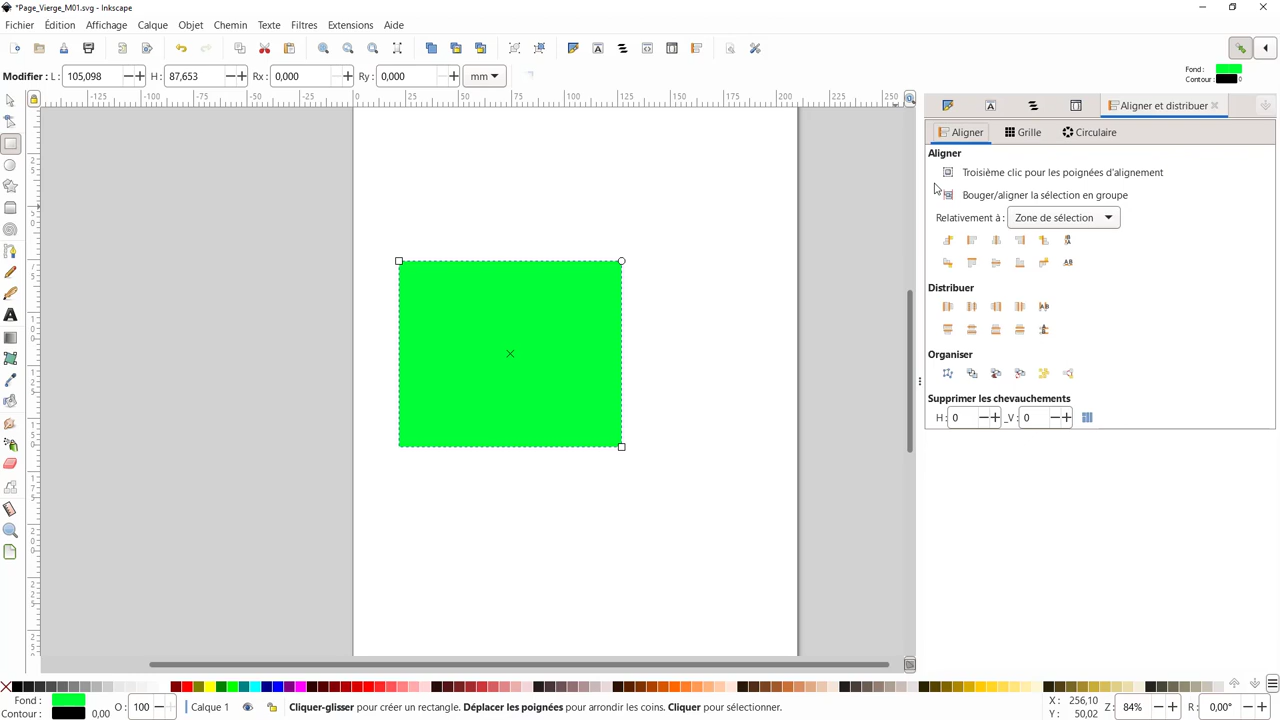 *Page_Vierge_M01.svg - Inkscape
Fichier Édition Affichage Calque Objet Chemin Texte Filtres Extensions Aide
Modifier : L : 105,098 H : 87,653 Rx : 0,000 Ry : 0,000 mm
Fond :
Contour : 0
-125 -100 -75 -50 -25 0 25 50 75 100 125 150 175 200 225 250
Aligner et distribuer
Aligner Grille Circulaire
Aligner
Troisième clic pour les poignées d'alignement
Bouger/aligner la sélection en groupe
Relativement à : Zone de sélection
Distribuer
Organiser
Supprimer les chevauchements
H: 0 _V: 0
Fond :
Contour : 0,00
O : 100
Calque 1
Cliquer-glisser pour créer un rectangle. Déplacer les poignées pour arrondir les coins. Cliquer pour sélectionner.
X : 256,10
Y : 50,02
Z : 84%
R : 0,00°